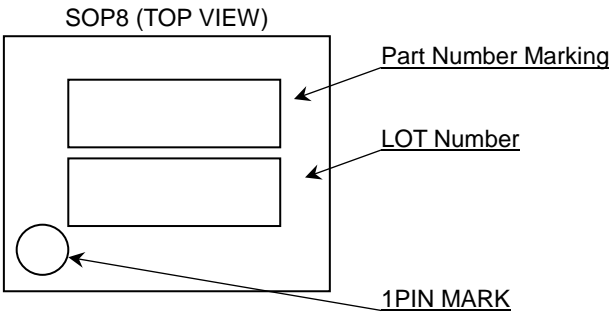 SOP8 (TOP VIEW)
Part Number Marking
LOT Number
1PIN MARK